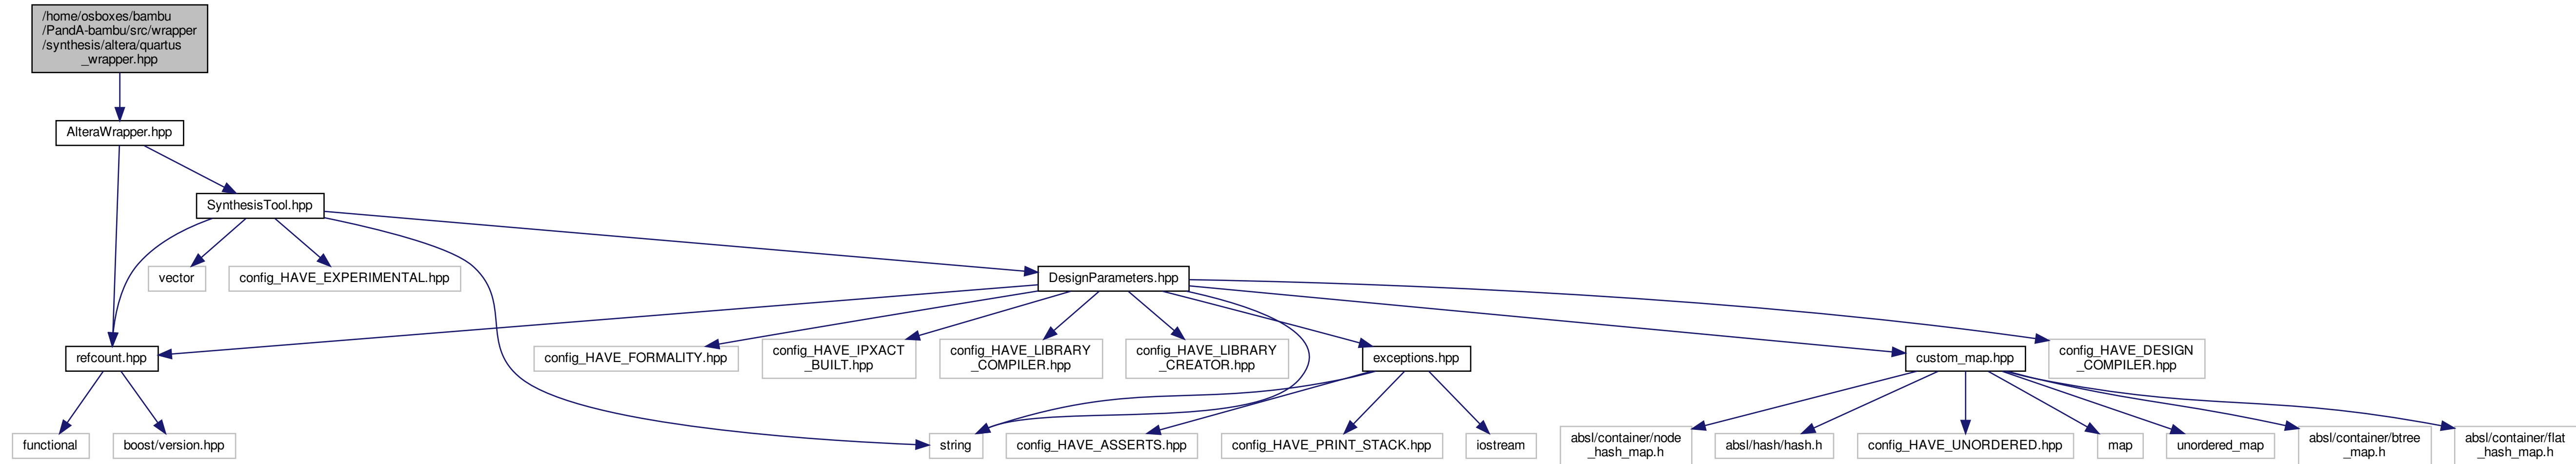 /home/osboxes/bambu
/PandA-bambu/src/wrapper
/synthesis/altera/quartus
_wrapper.hpp
AlteraWrapper.hpp
SynthesisTool.hpp
vector
config_HAVE_EXPERIMENTAL.hpp
DesignParameters.hpp
refcount.hpp
config_HAVE_FORMALITY.hpp
config_HAVE_IPXACT
_BUILT.hpp
config_HAVE_LIBRARY
_COMPILER.hpp
config_HAVE_LIBRARY
_CREATOR.hpp
exceptions.hpp
custom_map.hpp
config_HAVE_DESIGN
_COMPILER.hpp
functional
boost/version.hpp
string
config_HAVE_ASSERTS.hpp
config_HAVE_PRINT_STACK.hpp
iostream
absl/container/node
_hash_map.h
absl/hash/hash.h
config_HAVE_UNORDERED.hpp
map
unordered_map
absl/container/btree
_map.h
absl/container/flat
_hash_map.h